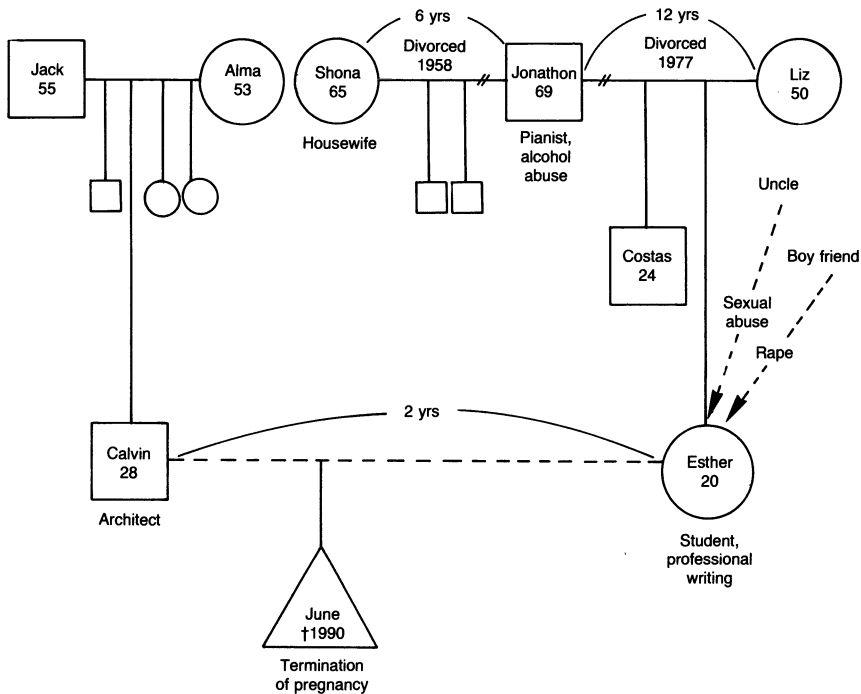 6 yrs
12 yrs
Jack
55
Alma
53
Shona
65
Divorced
1958
Jonathon
69
Divorced
1977
Liz
50
Housewife
Pianist,
alcohol
abuse
Uncle
Costas
24
Boy friend
Sexual
abuse
Rape
2 yrs
Calvin
28
Esther
20
Architect
Student,
professional
writing
June
†1990
Termination
of pregnancy